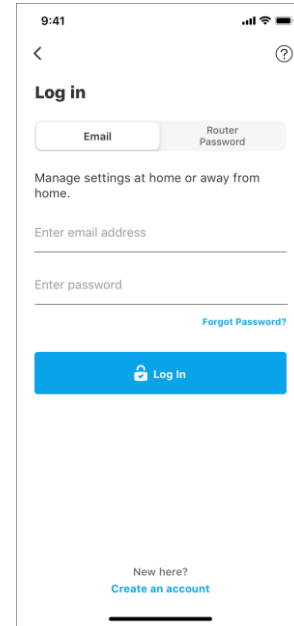 9:41
Log in
Email
Router
Password
Manage settings at home or away from
home.
Enter email address
Enter password
Forgot Password?
Log In
New here?
Create an account